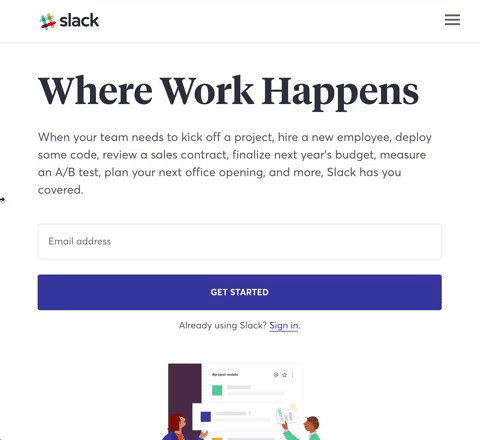 slack
Where Work Happens
When your team needs to kick off a project, hire a new employee, deploy
some code, review a sales contract, finalize next year's budget, measure
an A/B test, plan your next office opening, and more, Slack has you
covered.
Email address
GET STARTED
Already using Slack? Sign in.
#project-mobile